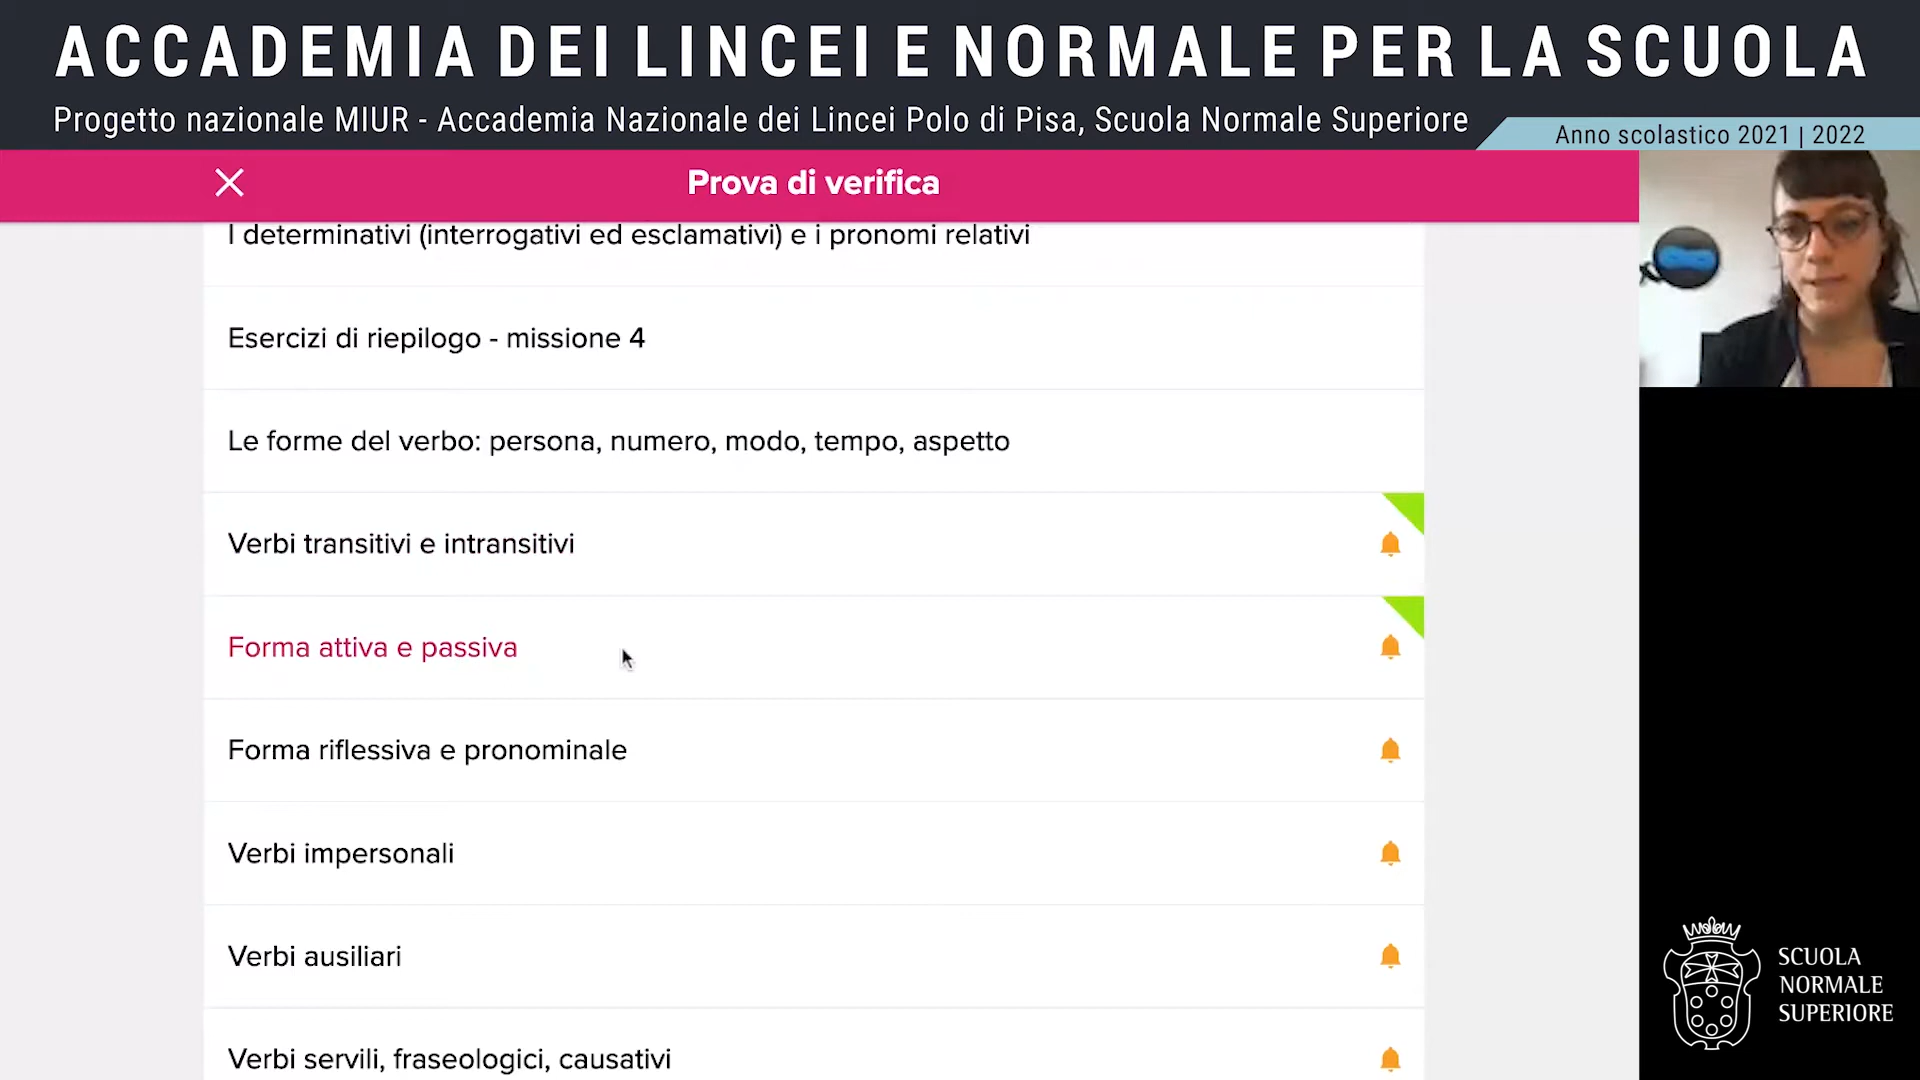 ACCADEMIA DEI LINCEI E NORMALE PER LA SCUOLA
Progetto nazionale MIUR - Accademia Nazionale dei Lincei Polo di Pisa, Scuola Normale Superiore
Anno scolastico 2021 | 2022
Prova di verifica
I determinativi (interrogativi ed esclamativi) e i pronomi relativi
Esercizi di riepilogo - missione 4
Le forme del verbo: persona, numero, modo, tempo, aspetto
Verbi transitivi e intransitivi
Forma attiva e passiva
Forma riflessiva e pronominale
Verbi impersonali
Verbi ausiliari
Verbi servili, fraseologici, causativi
SCUOLA
NORMALE
SUPERIORE